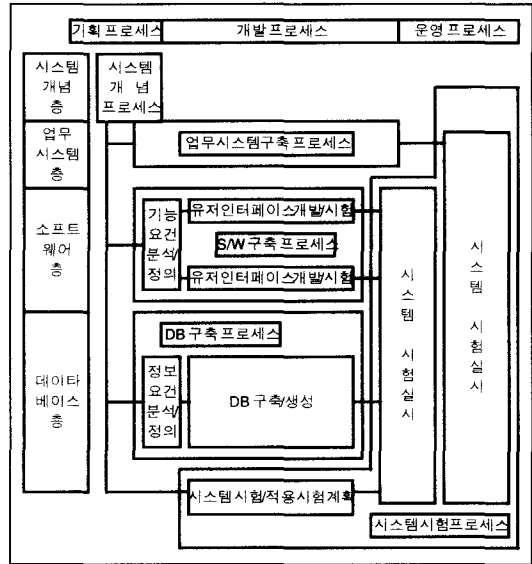 기획 프로세스
개발 프로세스
운영 프로세스
시스템
개념
층
시스템
개 념
프로세스
업무
시스템
층
업무시스템구축 프로세스
소프트
웨어
층
기능
요건
분석/
정의
유저인터페이스개발/시험
S/W 구축 프로세스
유저인터페이스개발/시험
데이타
베이스
층
DB 구축 프로세스
정보
요건
분석/
정의
DB 구축/생성
시스템시험/적용시험계획
시스템 시험실시
시스템 시험실시
시스템시험프로세스